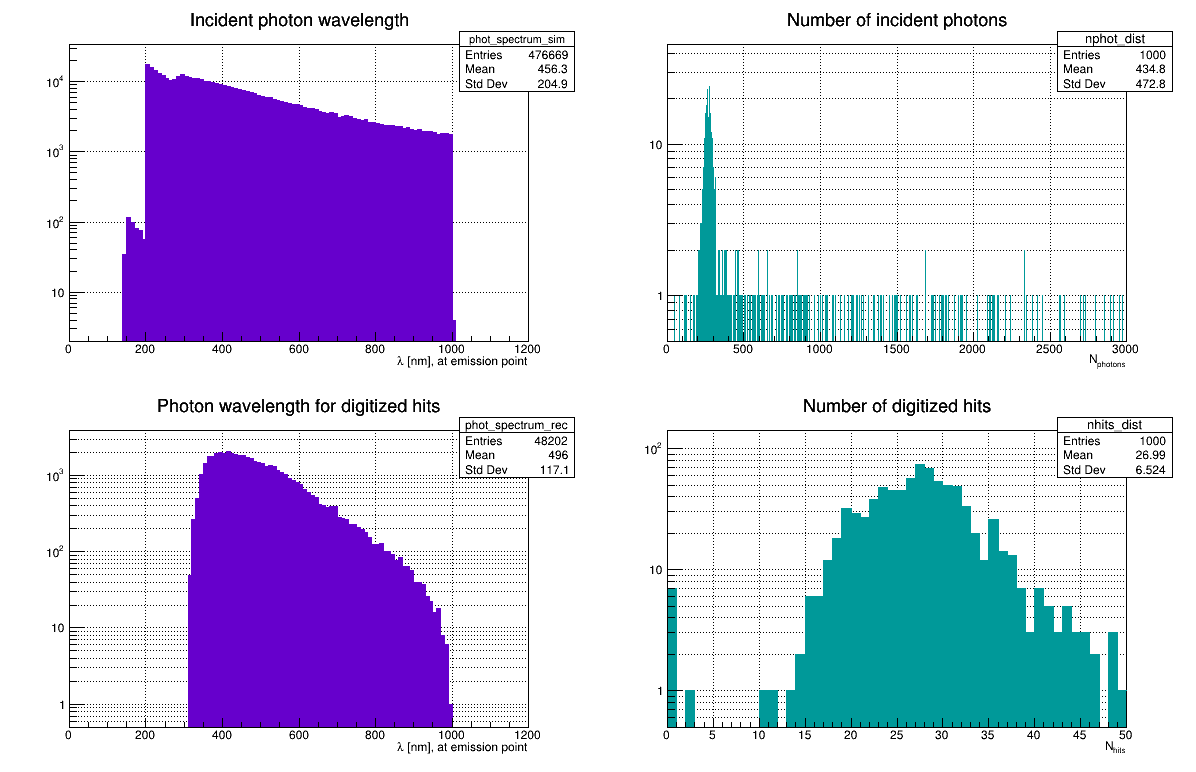 Incident photon wavelength
phot_spectrum_sim
Entries 476669
Mean 456.3
Std Dev 204.9
10⁴
10³
10²
10
0 200 400 600 800 1000 1200
λ [nm], at emission point
Number of incident photons
nphot_dist
Entries 1000
Mean 434.8
Std Dev 472.8
10
1
0 500 1000 1500 2000 2500 3000
N_photons
Photon wavelength for digitized hits
phot_spectrum_rec
Entries 48202
Mean 496
Std Dev 117.1
10³
10²
10
1
0 200 400 600 800 1000 1200
λ [nm], at emission point
Number of digitized hits
nhits_dist
Entries 1000
Mean 26.99
Std Dev 6.524
10²
10
1
0 5 10 15 20 25 30 35 40 45 50
N_hits